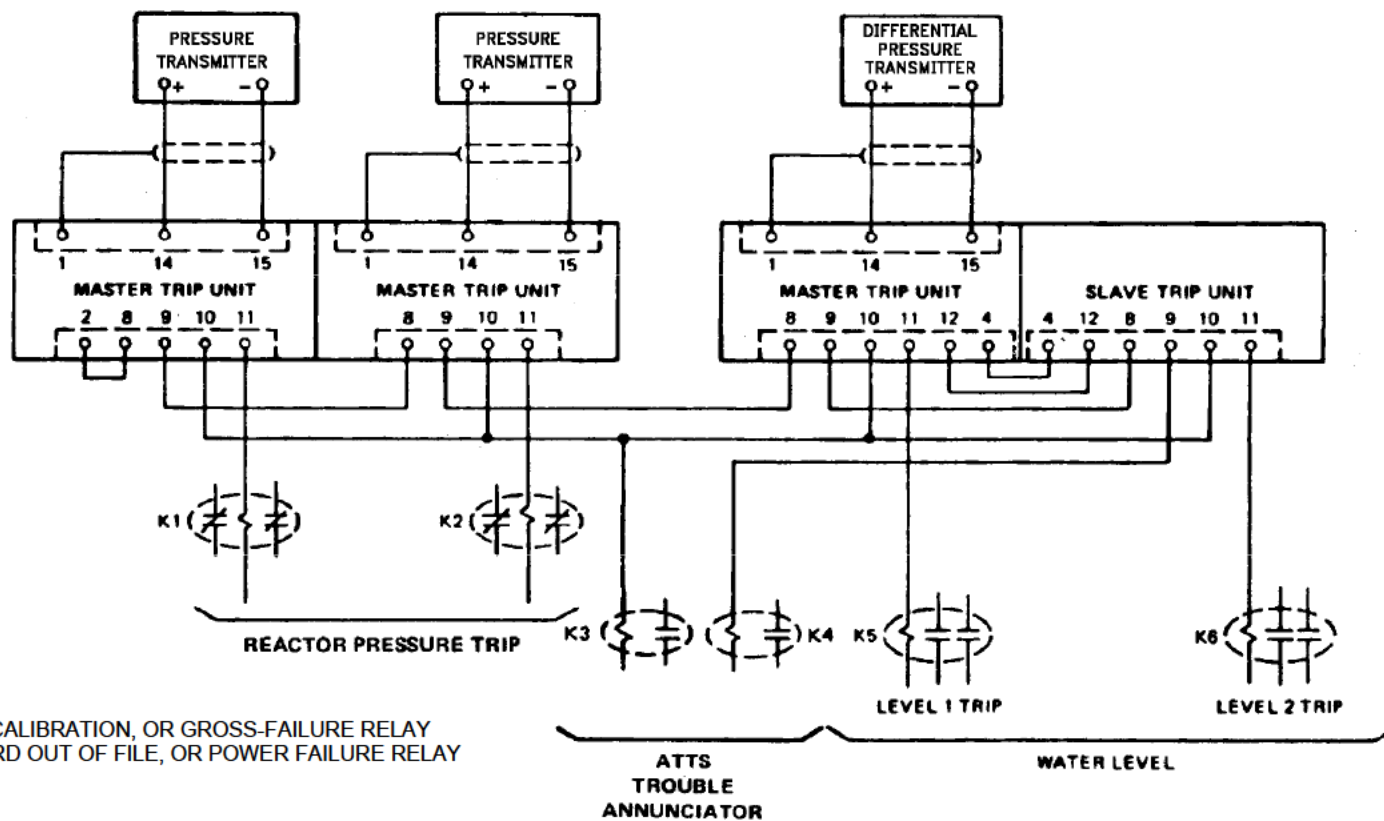 PRESSURE
TRANSMITTER
+ -
PRESSURE
TRANSMITTER
+ -
DIFFERENTIAL
PRESSURE
TRANSMITTER
+ -
1 14 15
MASTER TRIP UNIT
2 8 9 10 11
1 14 15
MASTER TRIP UNIT
8 9 10 11
1 14 15
MASTER TRIP UNIT
8 9 10 11 12 4
SLAVE TRIP UNIT
4 12 8 9 10 11
K1
K2
REACTOR PRESSURE TRIP
K3
K4
K5
K6
LEVEL 1 TRIP
LEVEL 2 TRIP
CALIBRATION, OR GROSS-FAILURE RELAY
RD OUT OF FILE, OR POWER FAILURE RELAY
ATTS
TROUBLE
ANNUNCIATOR
WATER LEVEL